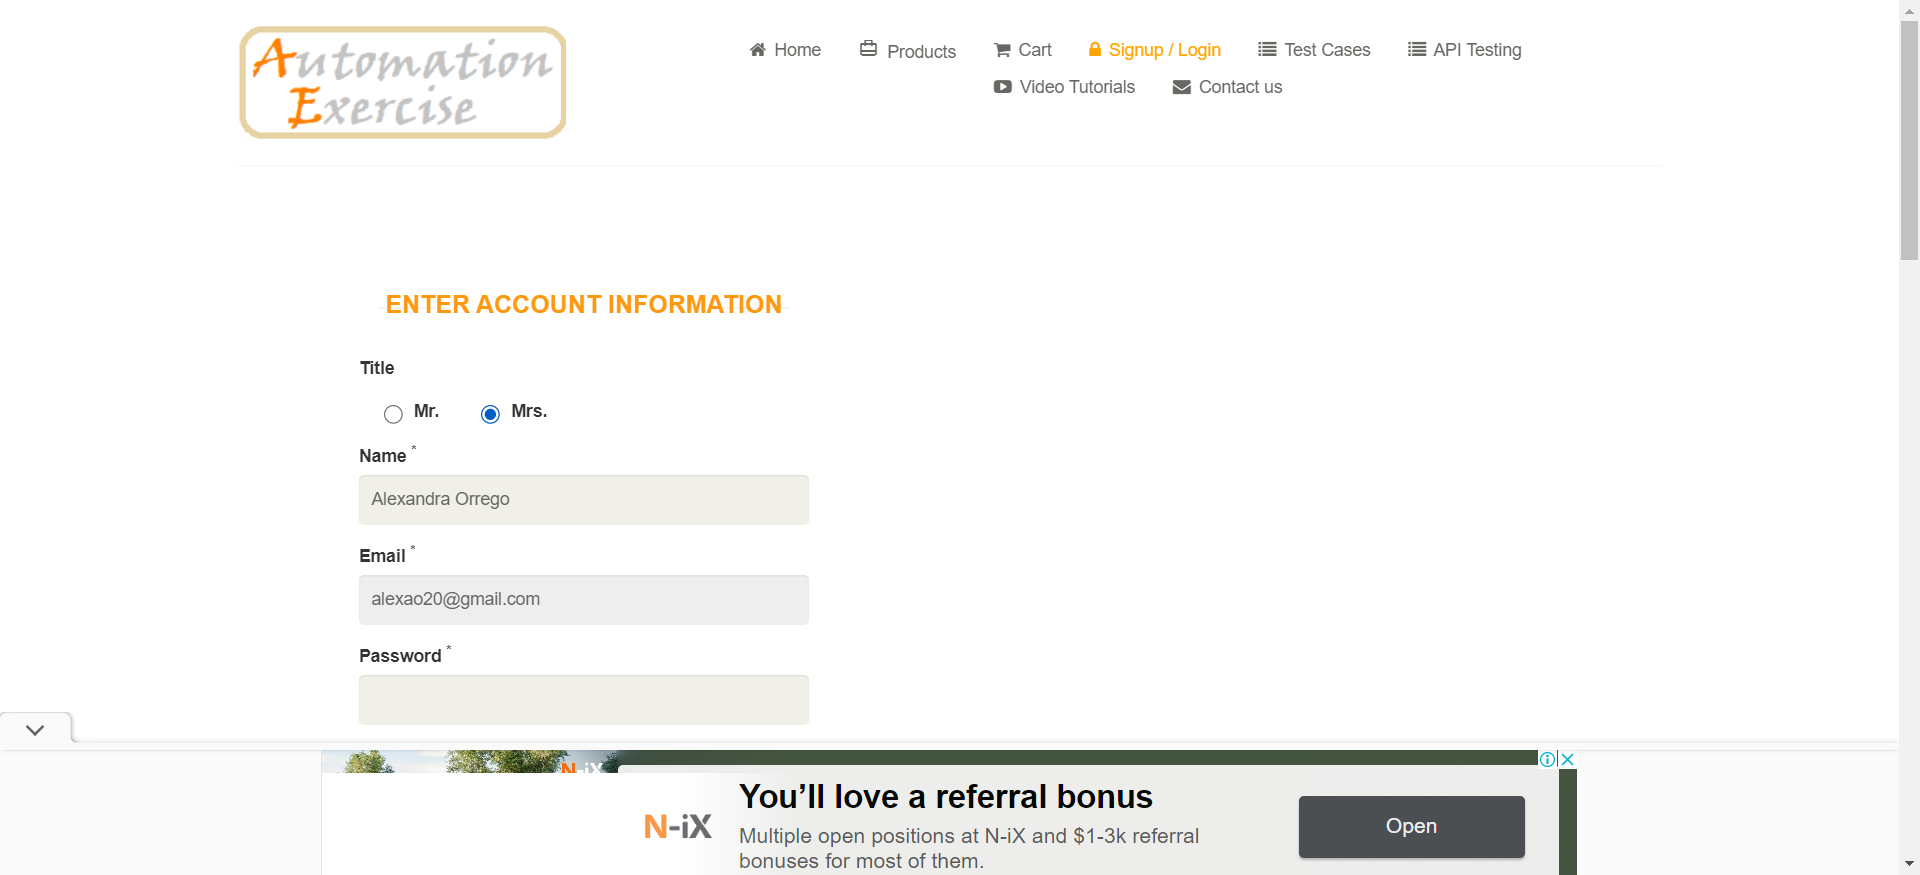 Automation
Exercise
Home
Products
Cart
Signup / Login
Test Cases
API Testing
Video Tutorials
Contact us
ENTER ACCOUNT INFORMATION
Title
Mr.
Mrs.
Name *
Alexandra Orrego
Email *
alexao20@gmail.com
Password *
N-iX
You’ll love a referral bonus
N-iX
Multiple open positions at N-iX and $1-3k referral
bonuses for most of them.
Open